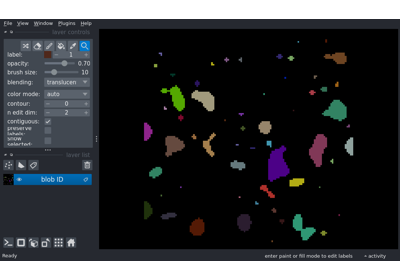 File View Window Plugins Help
layer controls
label: 1
opacity: 0.70
brush size: 10
blending: translucen
color mode: auto
contour: 0
n edit dim: 2
contiguous:
preserve labels:
show selected:
layer list
blob ID
Ready enter paint or fill mode to edit labels activity